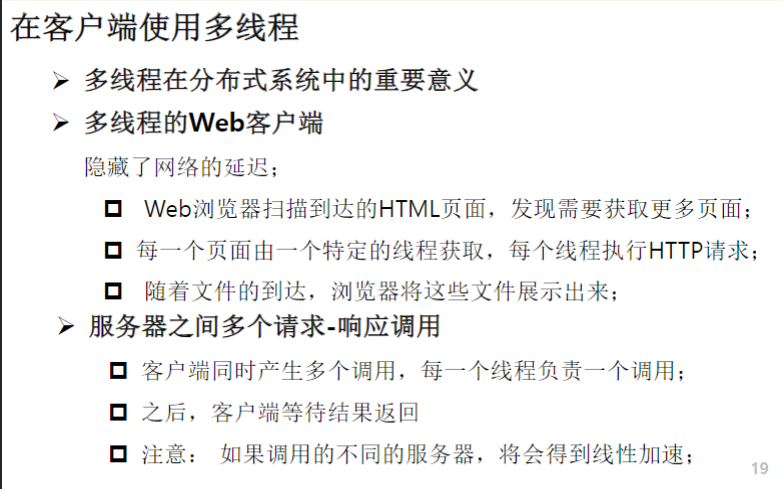 在客户端使用多线程
➢ 多线程在分布式系统中的重要意义
➢ 多线程的Web客户端
隐藏了网络的延迟；
Web浏览器扫描到达的HTML页面，发现需要获取更多页面；
每一个页面由一个特定的线程获取，每个线程执行HTTP请求；
随着文件的到达，浏览器将这些文件展示出来；
➢ 服务器之间多个请求-响应调用
客户端同时产生多个调用，每一个线程负责一个调用；
之后，客户端等待结果返回
注意： 如果调用的不同的服务器，将会得到线性加速；
19